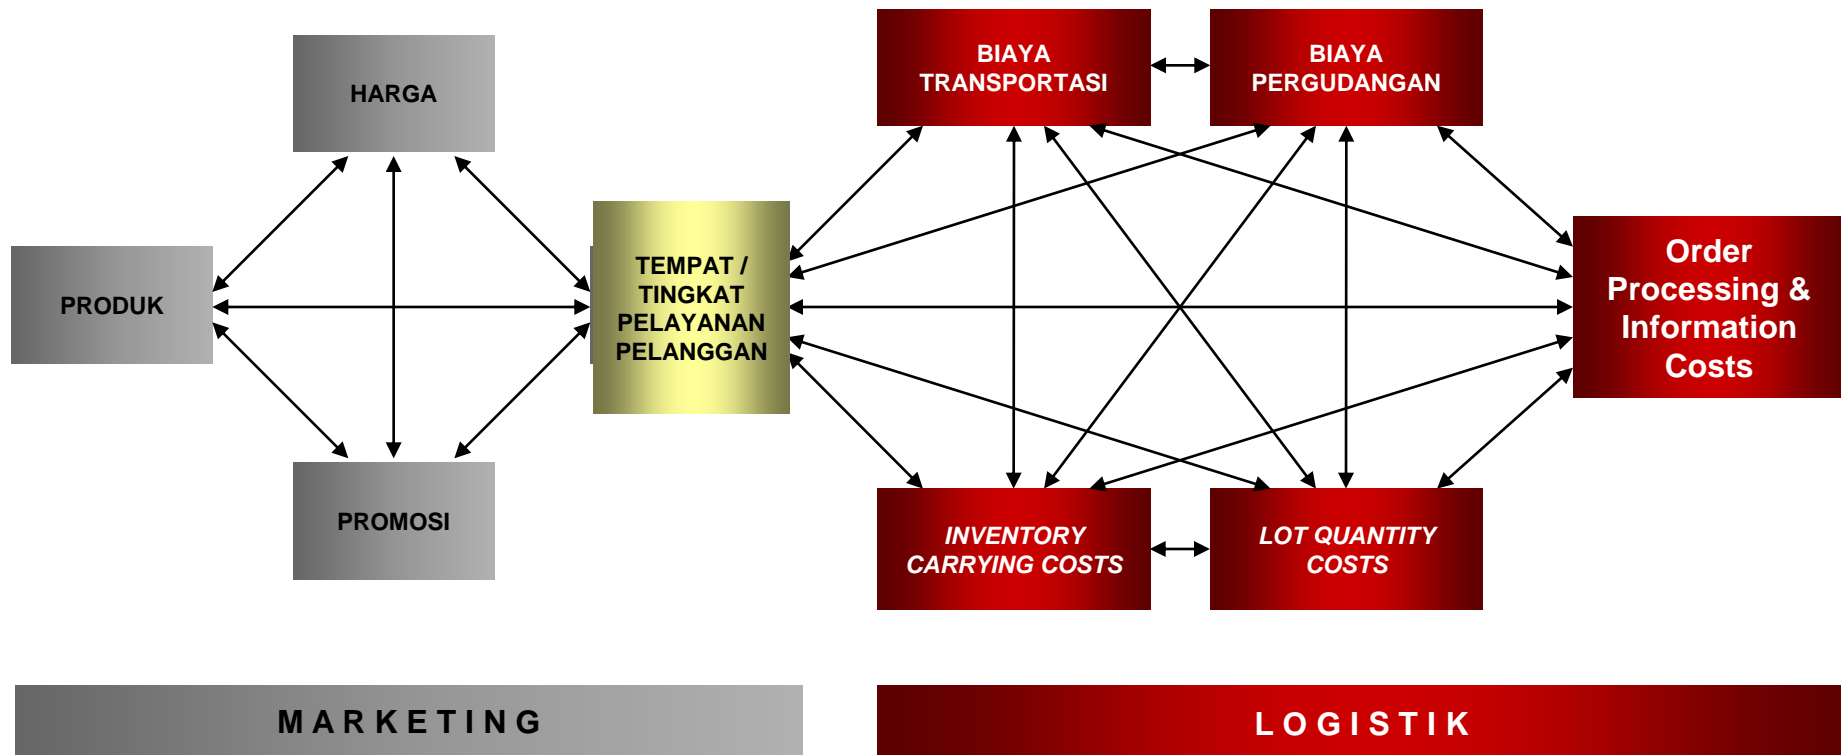 HARGA
PRODUK
PROMOSI
TEMPAT /
TINGKAT
PELAYANAN
PELANGGAN
BIAYA
TRANSPORTASI
BIAYA
PERGUDANGAN
Order
Processing &
Information
Costs
INVENTORY
CARRYING COSTS
LOT QUANTITY
COSTS
MARKETING
LOGISTIK